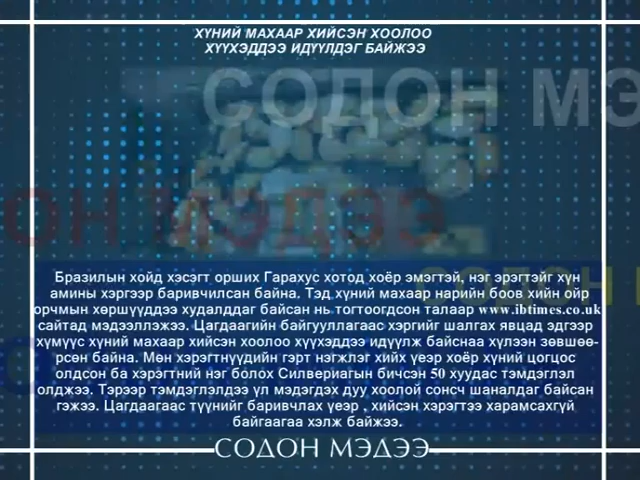 ХҮНИЙ МАХААР ХИЙСЭН ХООЛОО
ХҮҮХЭДДЭЭ ИДҮҮЛДЭГ БАЙЖЭЭ
СОДОН МЭ
ОН МЭДЭЭ
СОДОН
Бразилын хойд хэсэгт орших Гарахус хотод хоёр эмэгтэй, нэг эрэгтэйг хүн
амины хэргээр баривчилсан байна. Тэд хүний махаар нарийн боов хийн ойр
орчмын хөршүүддээ худалддаг байсан нь тогтоогдсон талаар www.ibtimes.co.uk
сайтад мэдээллэжээ. Цагдаагийн байгууллагаас хэргийг шалгах явцад эдгээр
хүмүүс хүний махаар хийсэн хоолоо хүүхэддээ идүүлж байснаа хүлээн зөвшөө-
рсөн байна. Мөн хэрэгтнүүдийн гэрт нэгжлэг хийх үеэр хоёр хүний цогцос
олдсон ба хэрэгтний нэг болох Силвериагын бичсэн 50 хуудас тэмдэглэл
олджээ. Тэрээр тэмдэглэлдээ үл мэдэгдэх дуу хоолой сонсч шаналдаг байсан
гэжээ. Цагдаагаас түүнийг баривчлах үеэр , хийсэн хэрэгтээ харамсахгүй
байгаагаа хэлж байжээ.
СОДОН МЭДЭЭ